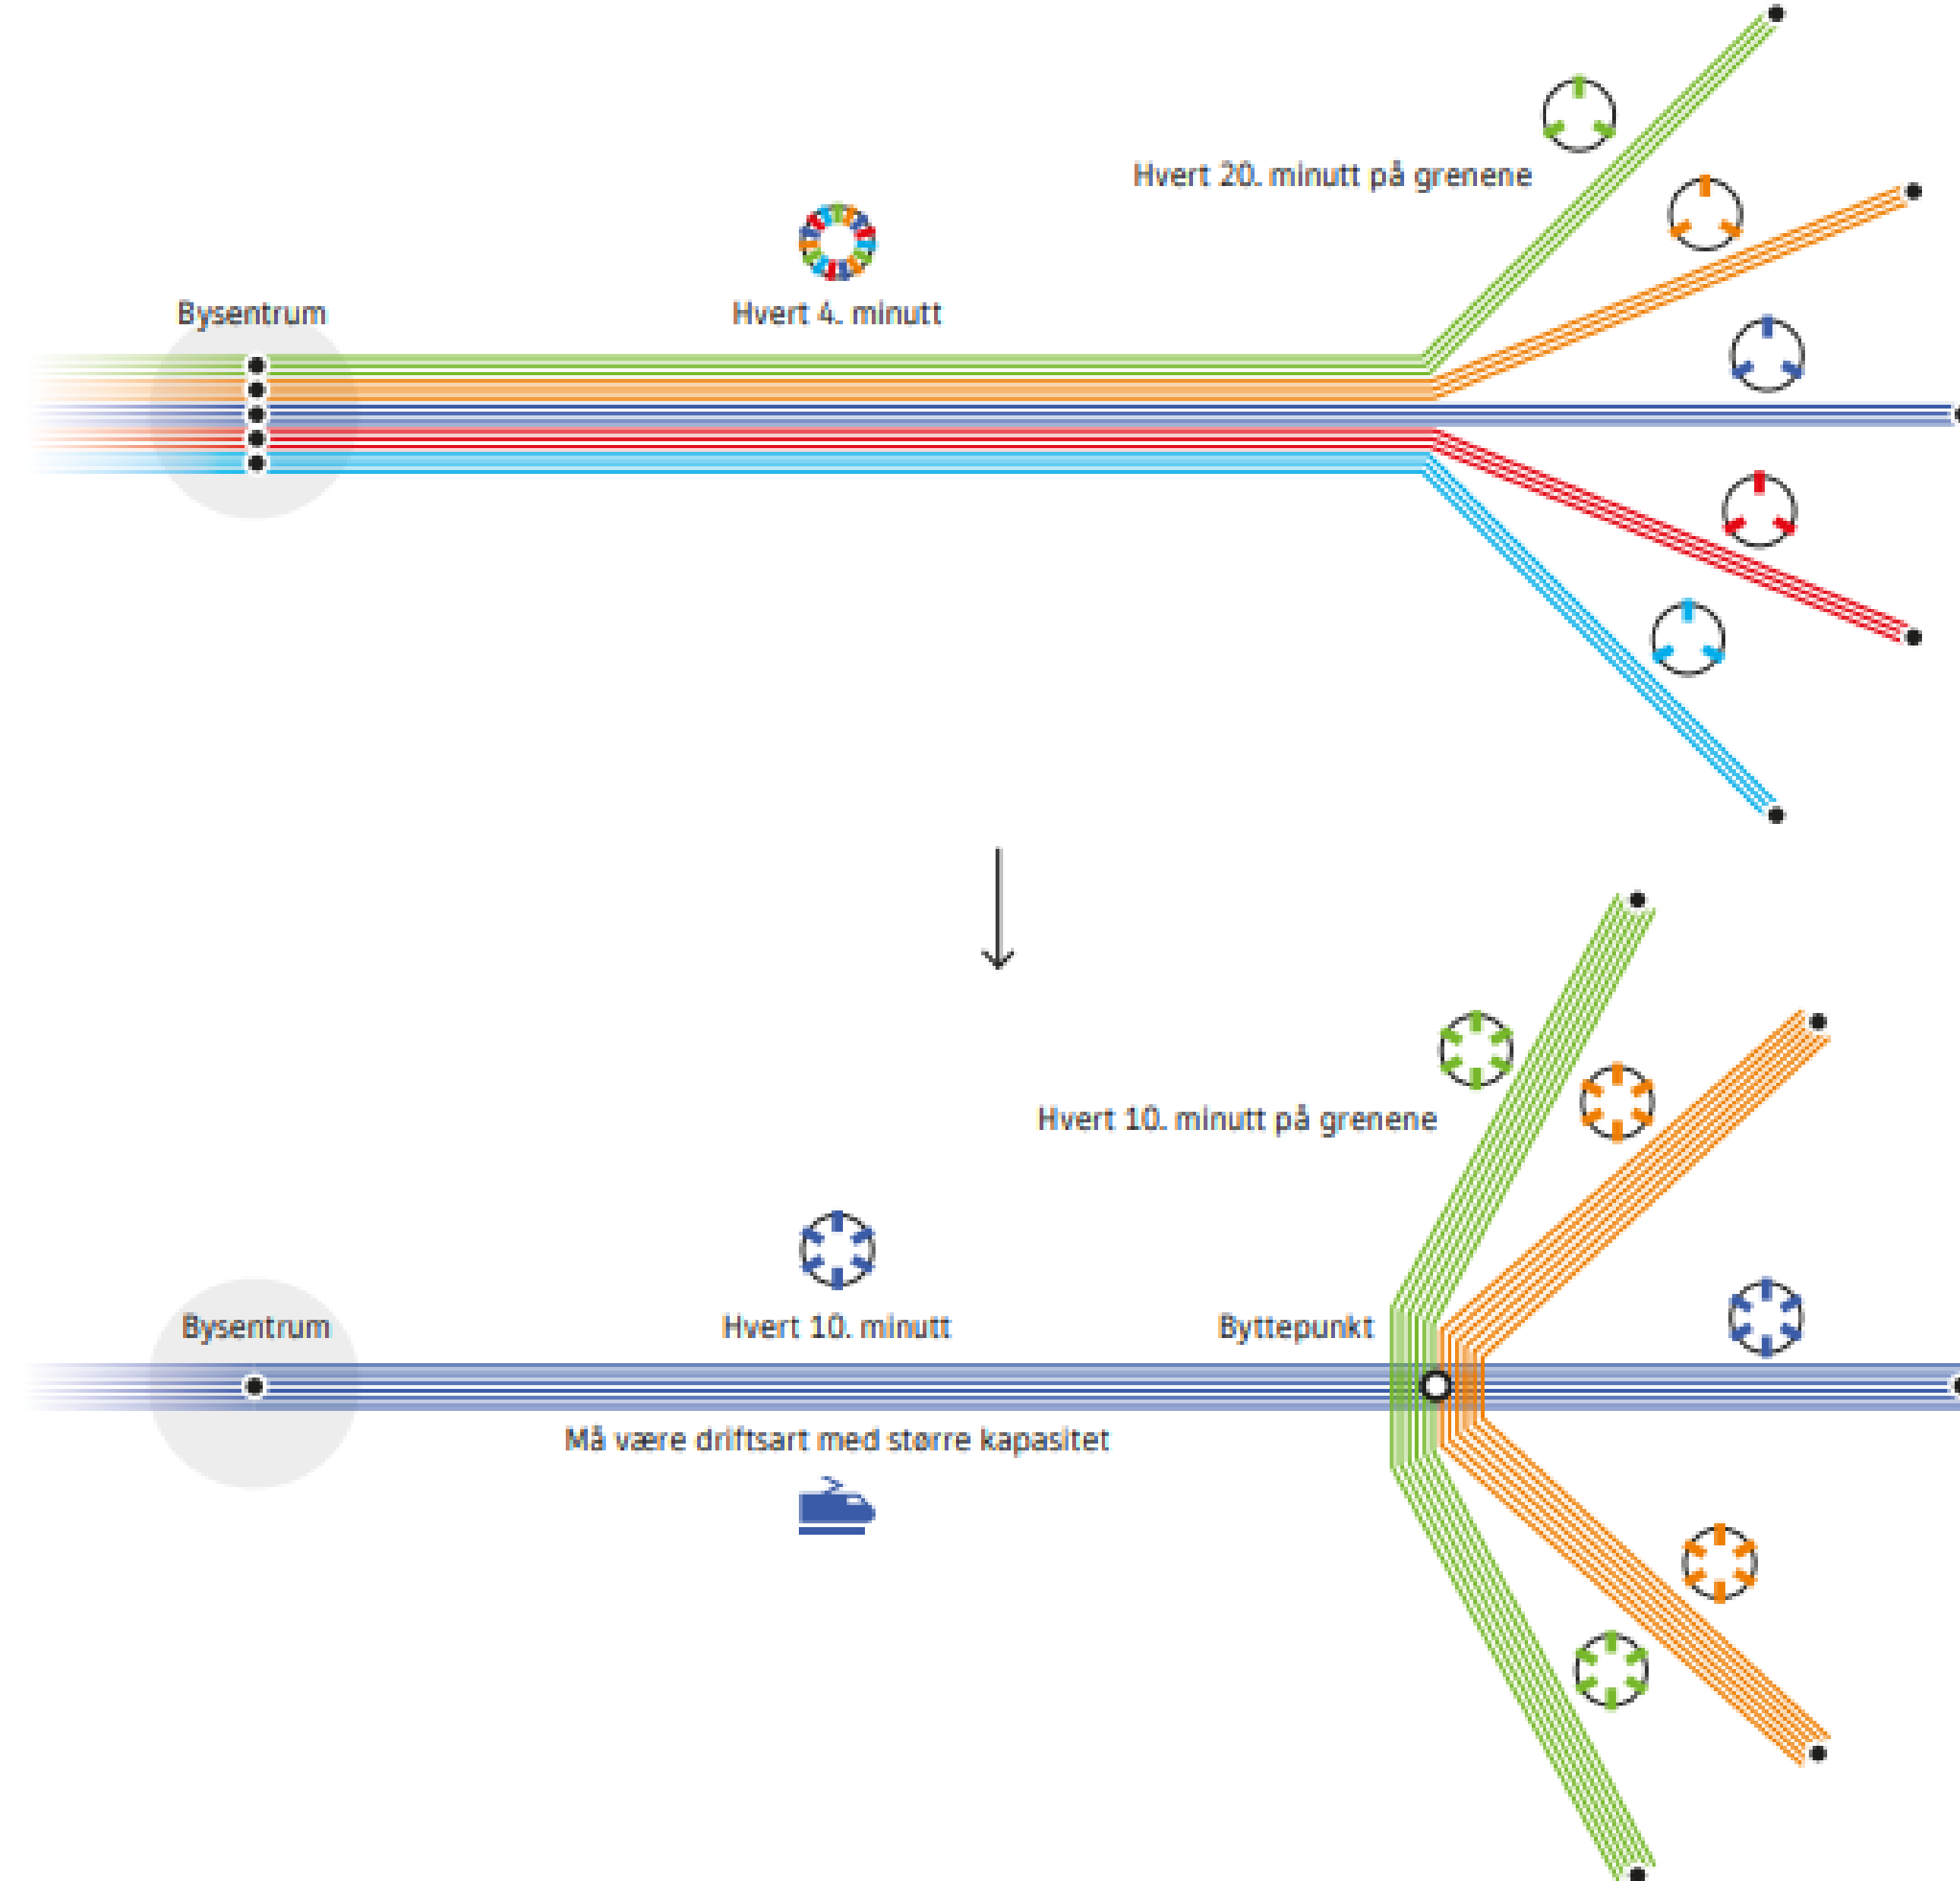 Hvert 20. minutt på grenene
Bysentrum
Hvert 4. minutt
Hvert 10. minutt på grenene
Bysentrum
Hvert 10. minutt
Byttepunkt
Må være driftsart med større kapasitet